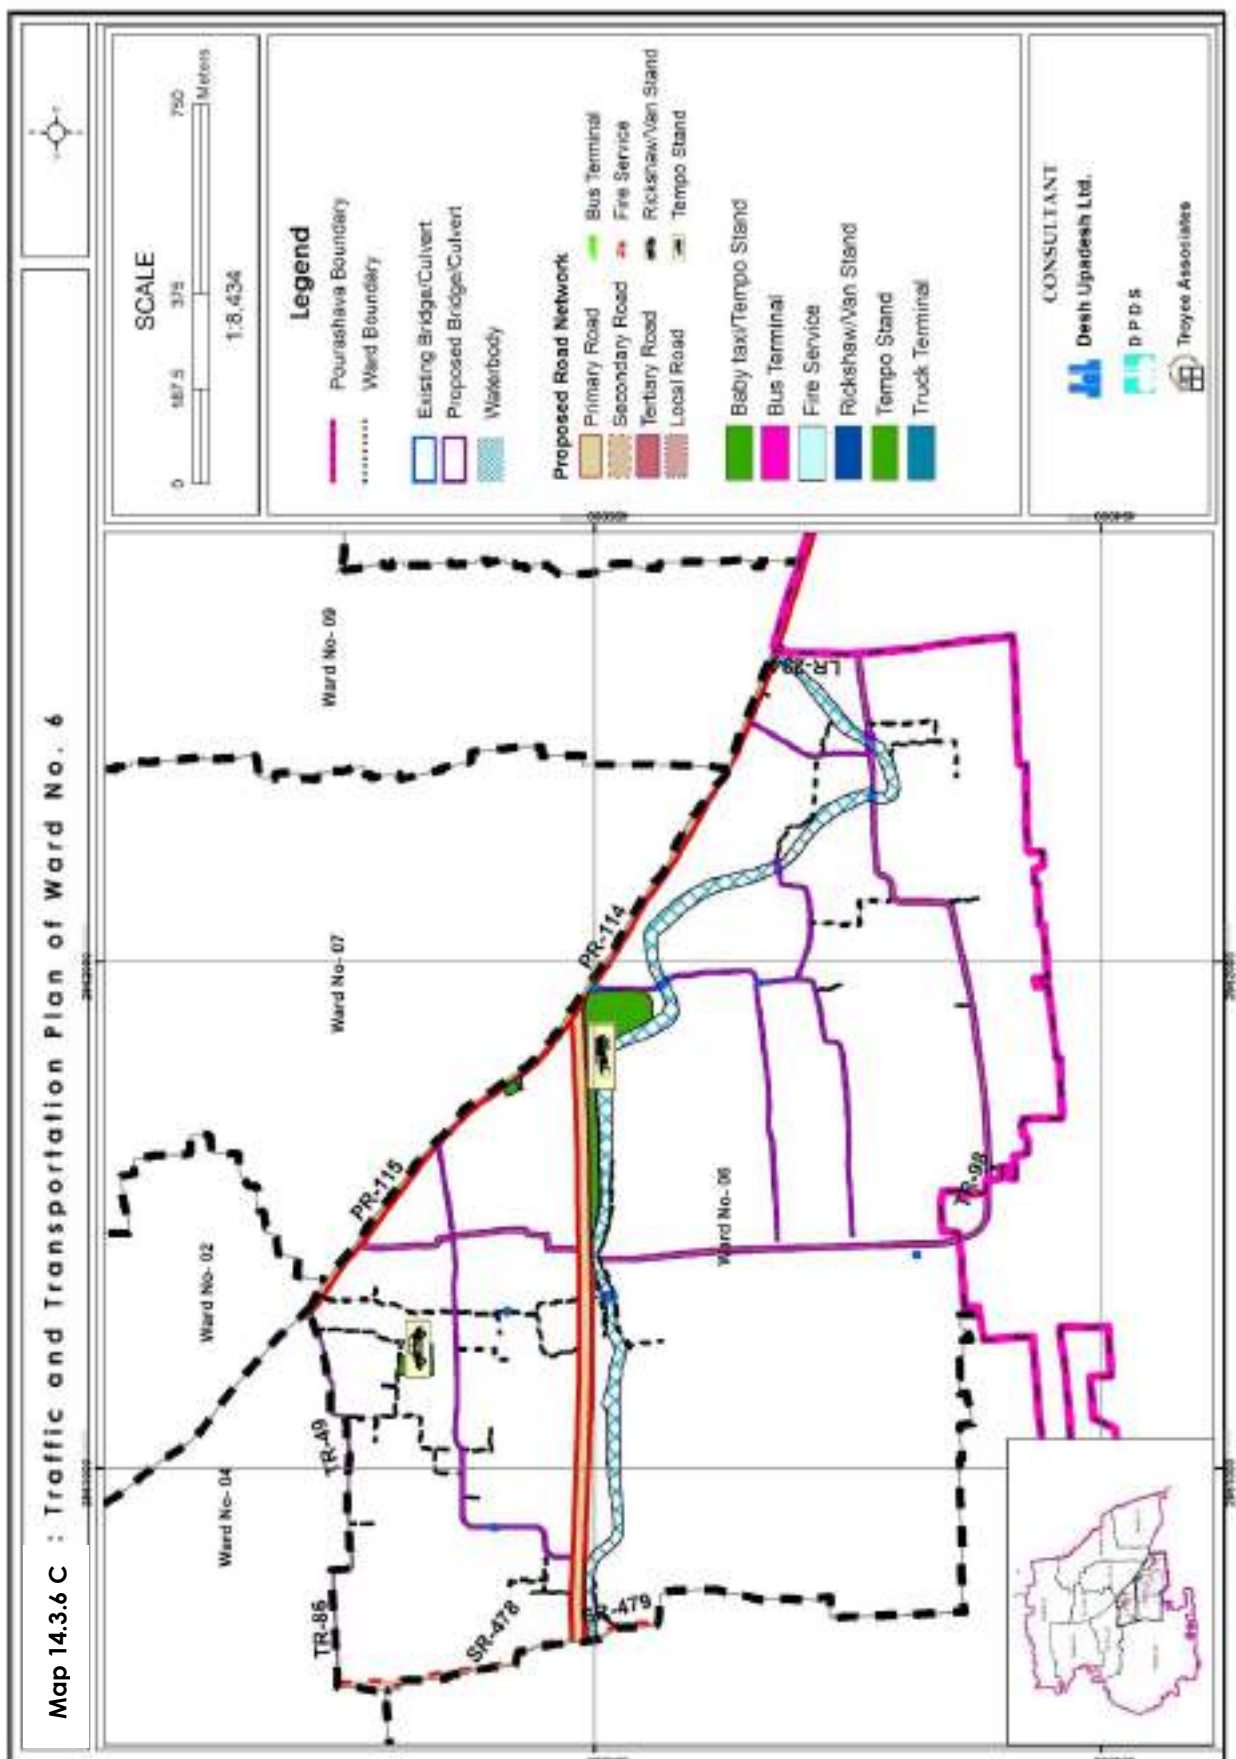 Map 14.3.6 C : Traffic and Transportation Plan of Ward No. 6
SCALE
0 187.5 375 750
Meters
1:8,434
Legend
Pourashava Boundary
Ward Boundary
Existing Bridge/Culvert
Proposed Bridge/Culvert
Waterbody
Proposed Road Network
Primary Road
Secondary Road
Tertiary Road
Local Road
Bus Terminal
Fire Service
Rickshaw/Van Stand
Tempo Stand
Baby taxi/Tempo Stand
Bus Terminal
Fire Service
Rickshaw/Van Stand
Tempo Stand
Truck Terminal
CONSULTANT
Desh Upadesh Ltd.
D P D S
Troyee Associates
Ward No- 09
Ward No- 07
Ward No- 02
Ward No- 04
Ward No- 06
PR-114
PR-115
TR-49
TR-86
SR-478
TR-98